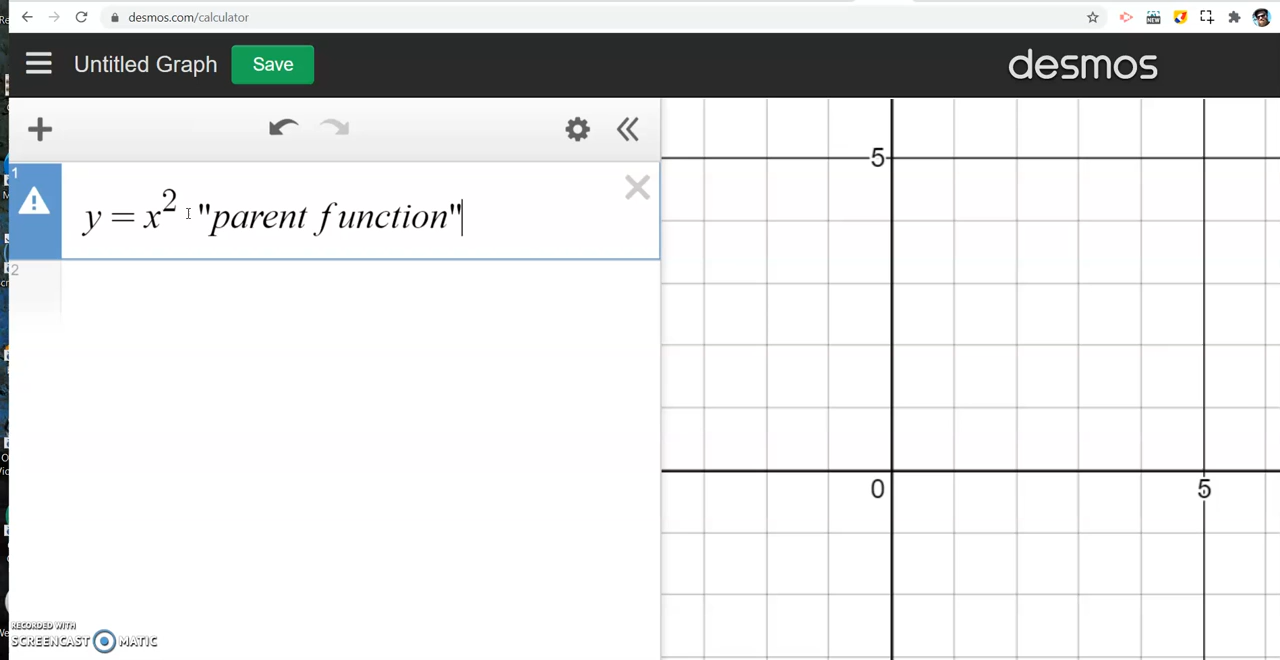 desmos.com/calculator
NEW
Untitled Graph
Save
desmos
1
y = x² "parent function"
2
5
0
5
RECORDED WITH
SCREENCAST MATIC